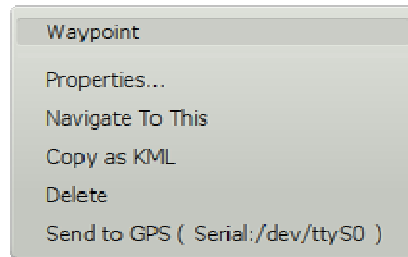 Waypoint
Properties...
Navigate To This
Copy as KML
Delete
Send to GPS ( Serial:/dev/ttyS0 )